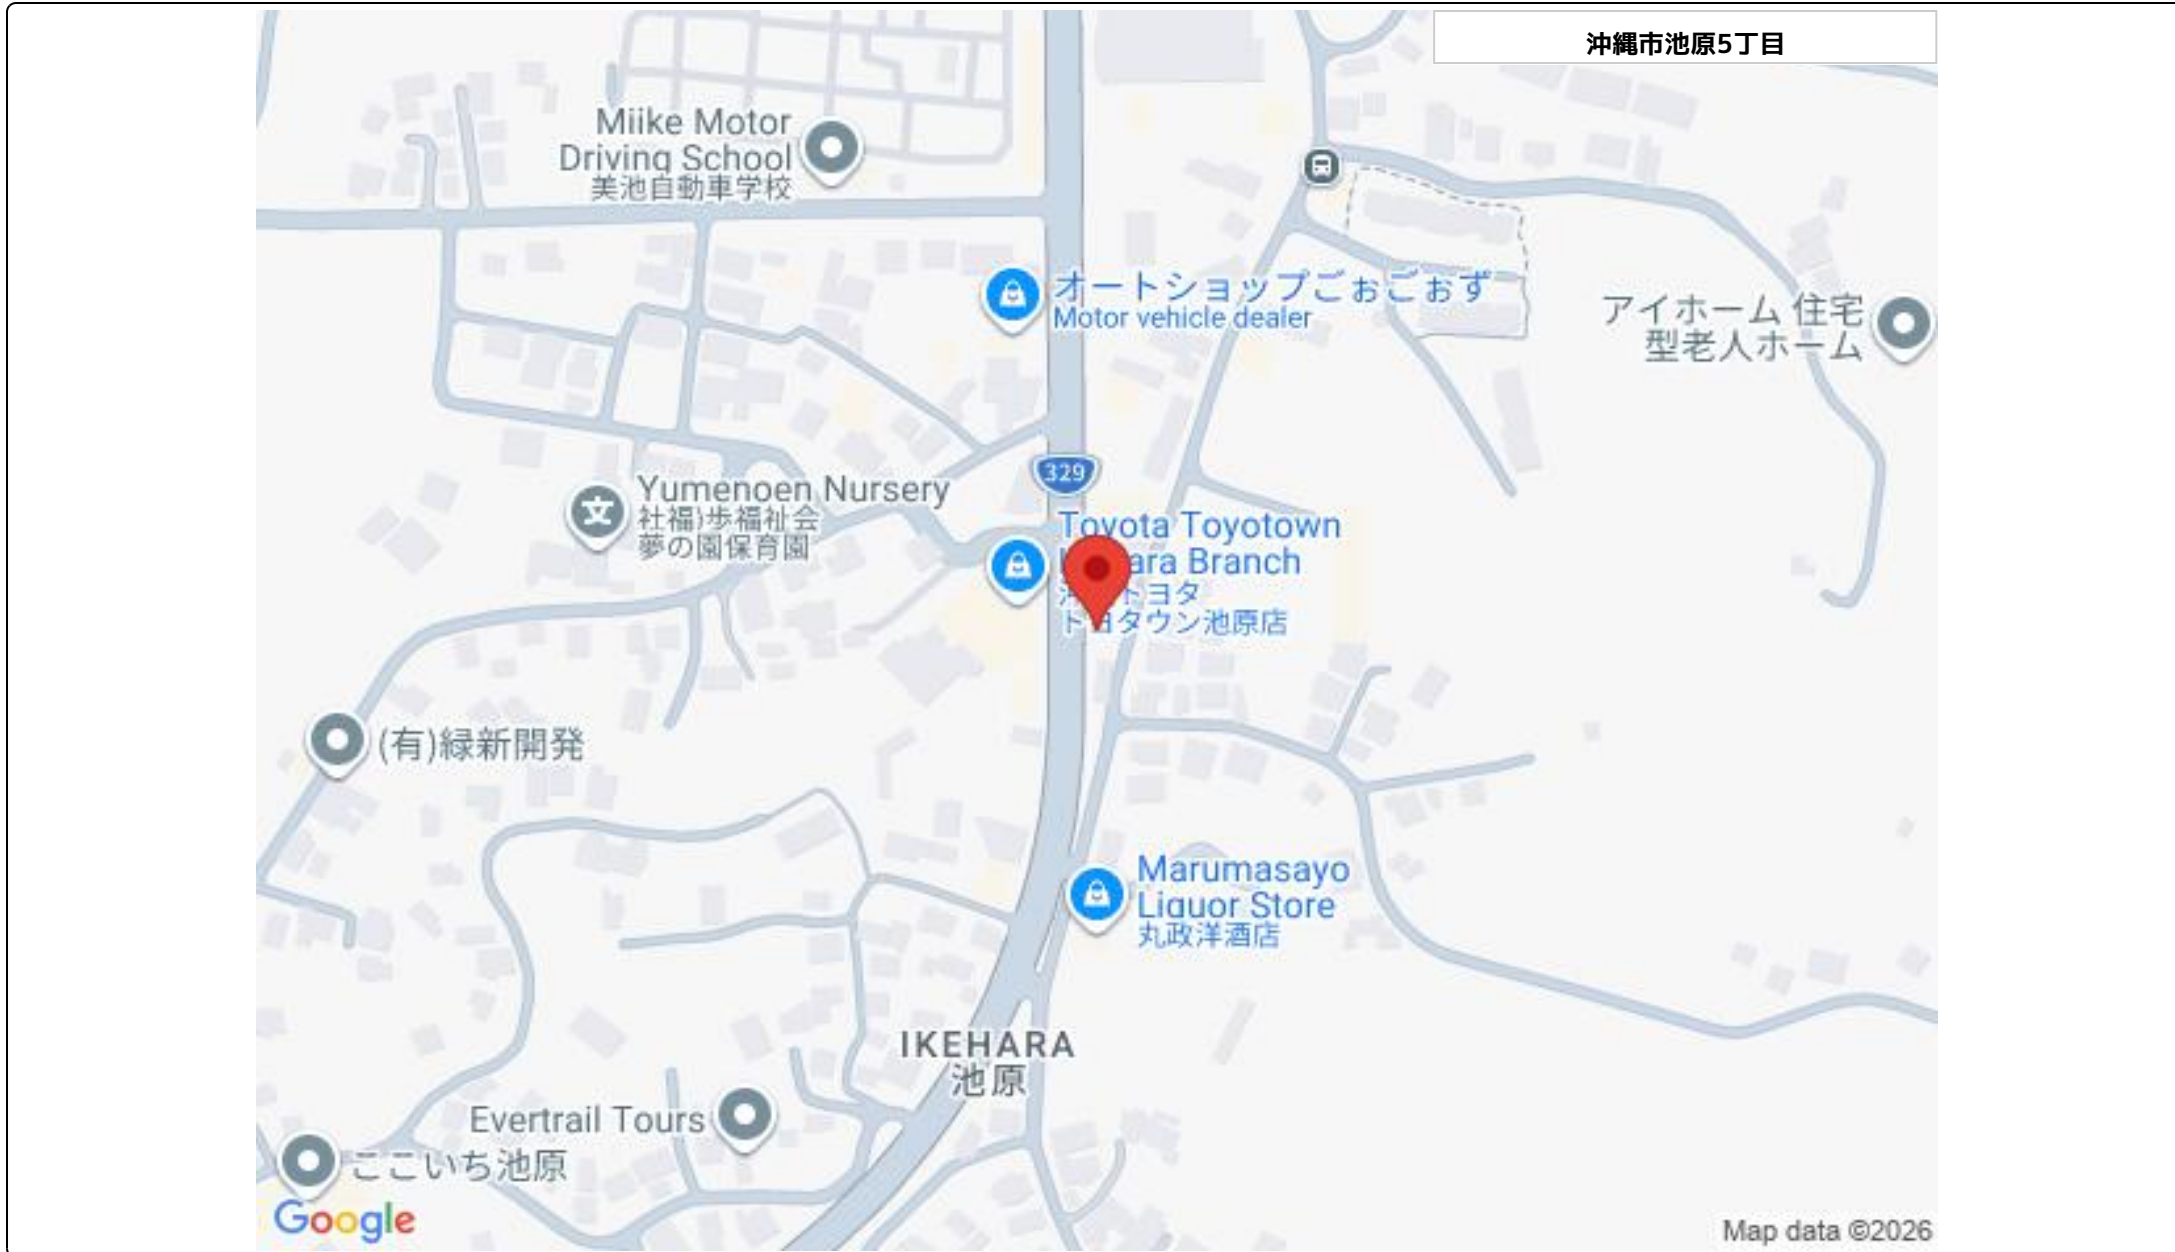 沖縄市池原5丁目
Miike Motor
Driving School
美池自動車学校
オートショップごぉごぉず
Motor vehicle dealer
アイホーム 住宅
型老人ホーム
329
Yumenoen Nursery
社福)歩福祉会
夢の園保育園
文
Toyota Toyotown
ara Branch
トヨタ
トヨタウン池原店
(有)緑新開発
Marumasayo
Liquor Store
丸政洋酒店
IKEHARA
池原
Evertrail Tours
ここいち池原
Google
Map data ©2026